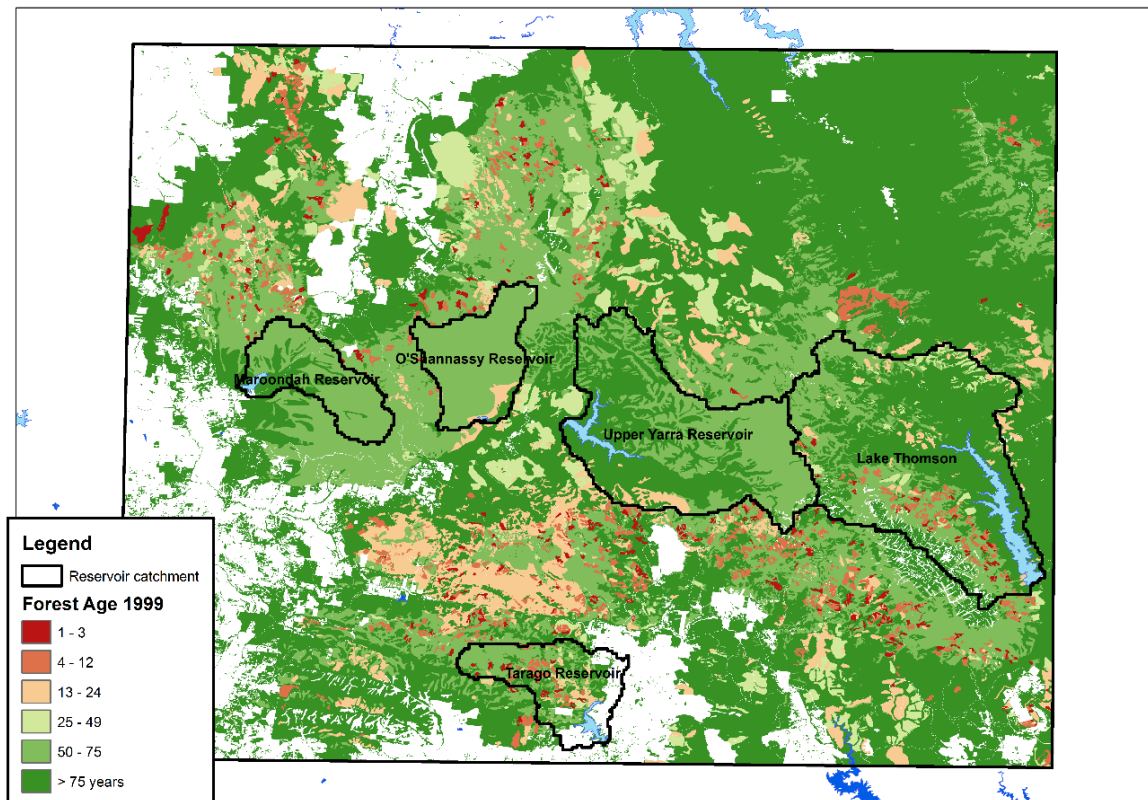 O'Shannassy Reservoir
Maroondah Reservoir
Upper Yarra Reservoir
Lake Thomson
Tarago Reservoir
Legend
Reservoir catchment
Forest Age 1999
1 - 3
4 - 12
13 - 24
25 - 49
50 - 75
> 75 years